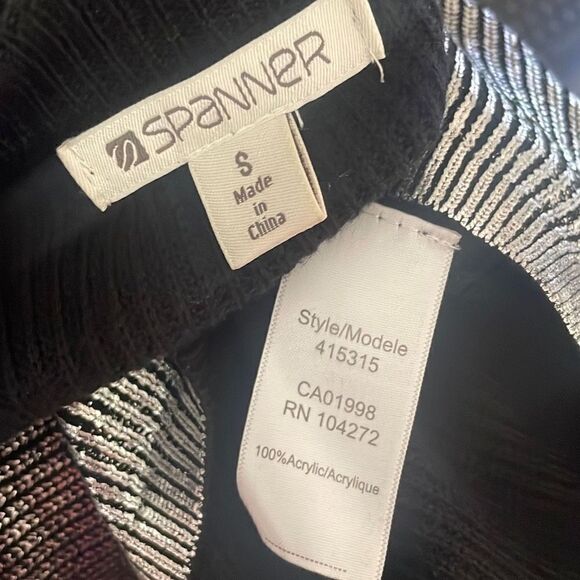 SPANNER
S
Made
in
China
Style/Modele
415315
CA01998
RN 104272
100%Acrylic/Acrylique